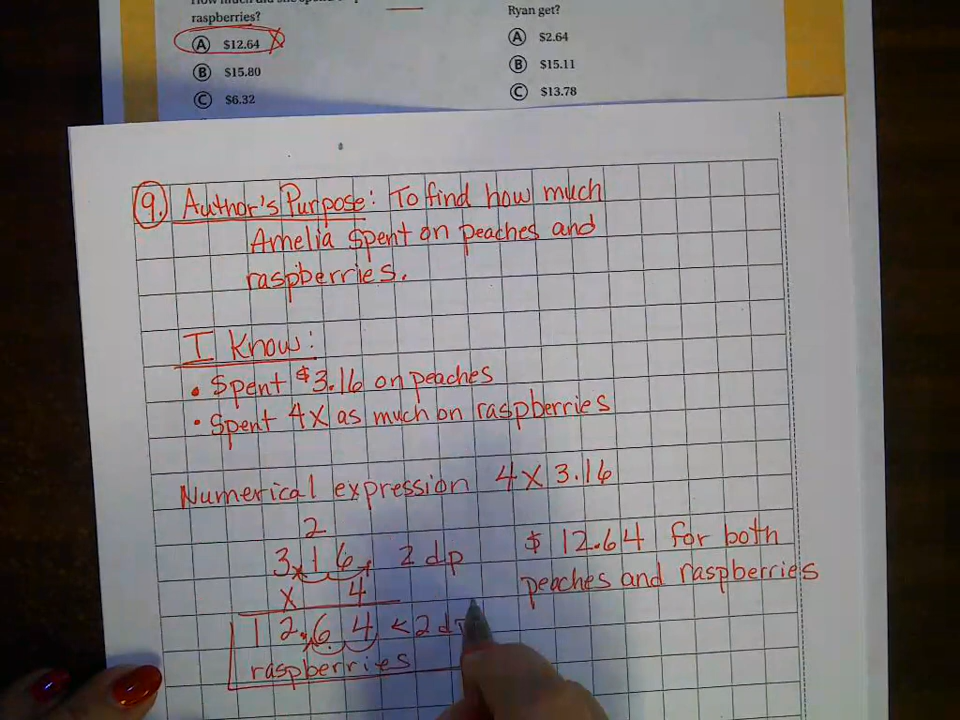 raspberries?
A $12.64 X
B $15.80
C $6.32
Ryan get?
A $2.64
B $15.11
C $13.78
9. Author's Purpose: To find how much
Amelia spent on peaches and
raspberries.
I Know:
• Spent $3.16 on peaches
• Spent 4x as much on raspberries
Numerical expression 4 x 3.16
2
3.16 2 dp
x 4
12.64 < 2 dp
raspberries
$12.64 for both
peaches and raspberries